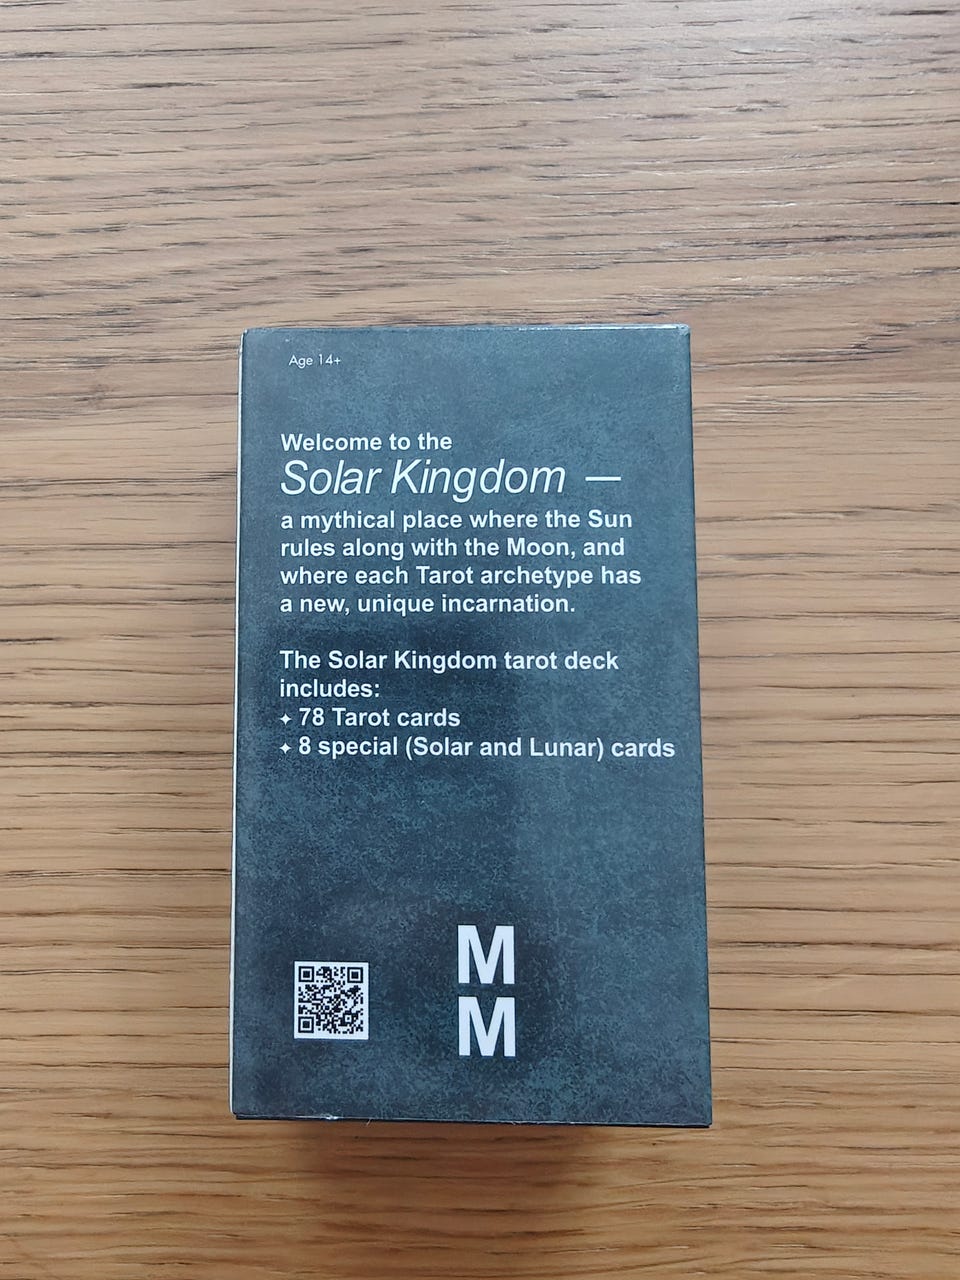 Age 14+
Welcome to the
Solar Kingdom —
a mythical place where the Sun
rules along with the Moon, and
where each Tarot archetype has
a new, unique incarnation.
The Solar Kingdom tarot deck
includes:
✦ 78 Tarot cards
✦ 8 special (Solar and Lunar) cards
M
M